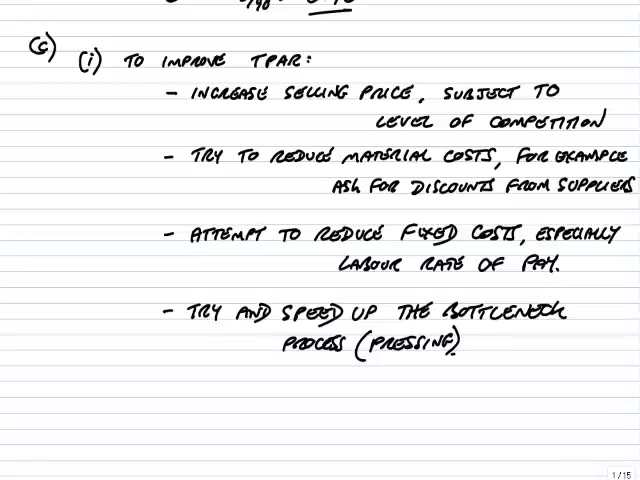 (c) (i) TO IMPROVE TPAR:
- INCREASE SELLING PRICE, SUBJECT TO
LEVEL OF COMPETITION
- TRY TO REDUCE MATERIAL COSTS, FOR EXAMPLE
ASK FOR DISCOUNTS FROM SUPPLIERS
- ATTEMPT TO REDUCE FIXED COSTS, ESPECIALLY
LABOUR RATE OF PAY.
- TRY AND SPEED UP THE BOTTLENECK
PROCESS (PRESSING).
1/15